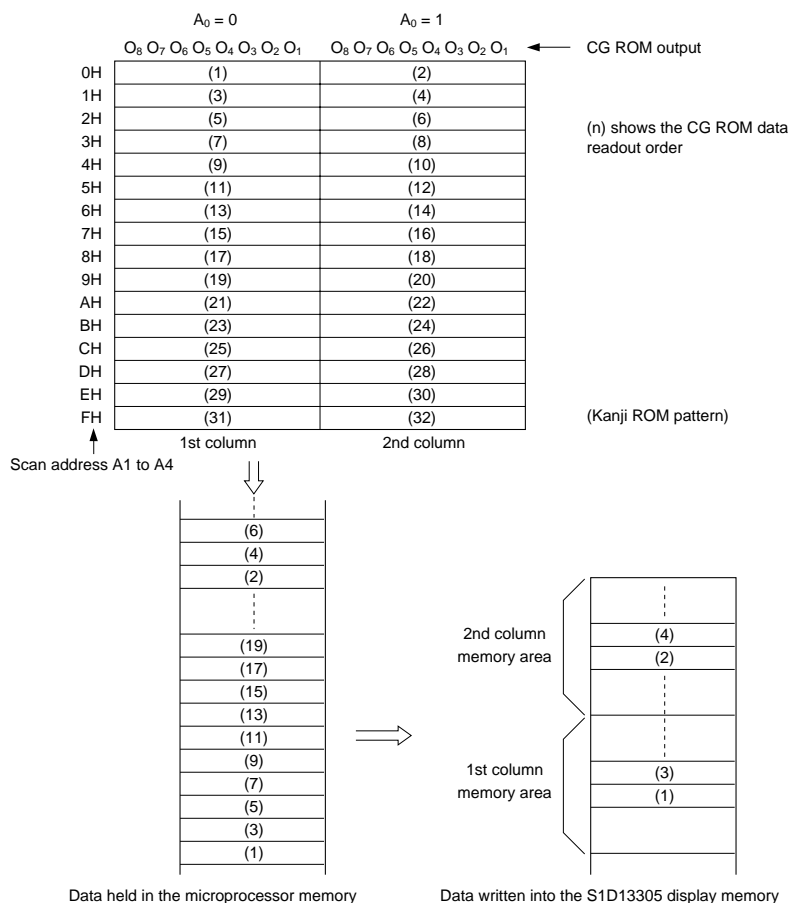 A₀ = 0 A₀ = 1
O₈ O₇ O₆ O₅ O₄ O₃ O₂ O₁ O₈ O₇ O₆ O₅ O₄ O₃ O₂ O₁ CG ROM output
0H (1) (2)
1H (3) (4)
2H (5) (6)
3H (7) (8)
4H (9) (10)
5H (11) (12)
6H (13) (14)
7H (15) (16)
8H (17) (18)
9H (19) (20)
AH (21) (22)
BH (23) (24)
CH (25) (26)
DH (27) (28)
EH (29) (30)
FH (31) (32)
(n) shows the CG ROM data
readout order
(Kanji ROM pattern)
1st column 2nd column
Scan address A1 to A4
(6)
(4)
(2)
(19)
(17)
(15)
(13)
(11)
(9)
(7)
(5)
(3)
(1)
Data held in the microprocessor memory
2nd column
memory area
(4)
(2)
1st column
memory area
(3)
(1)
Data written into the S1D13305 display memory